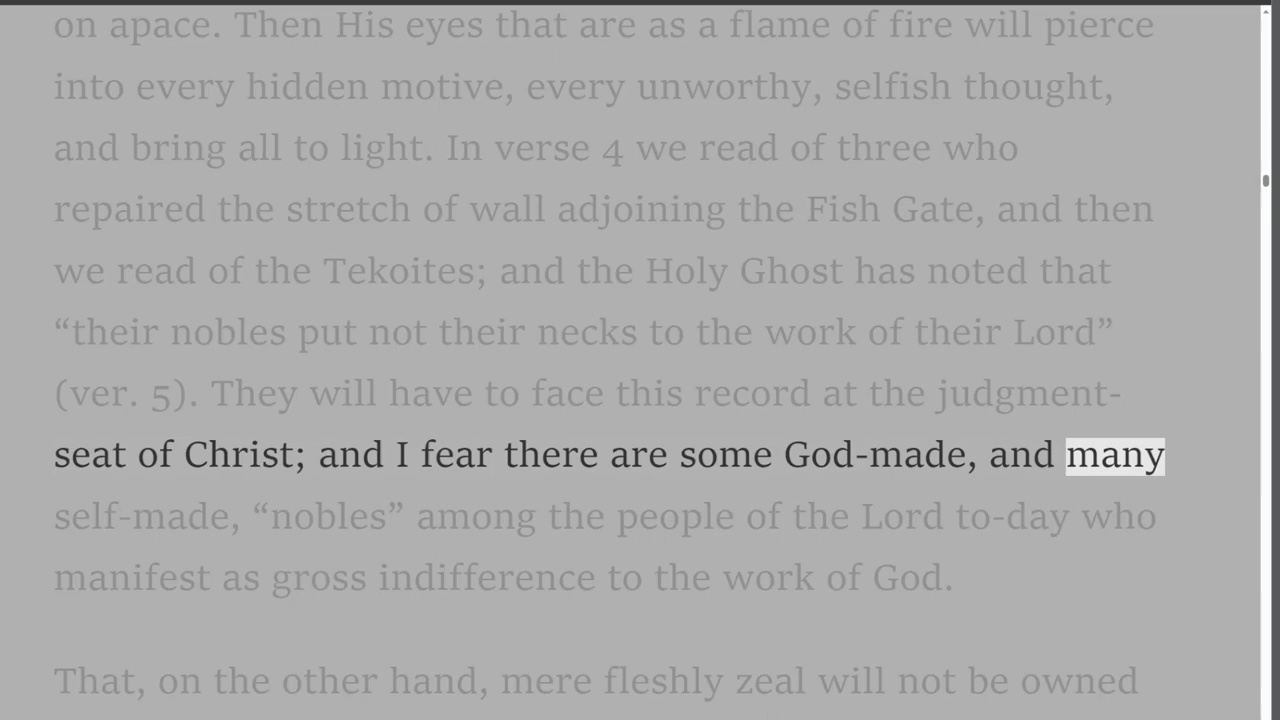 on apace. Then His eyes that are as a flame of fire will pierce
into every hidden motive, every unworthy, selfish thought,
and bring all to light. In verse 4 we read of three who
repaired the stretch of wall adjoining the Fish Gate, and then
we read of the Tekoites; and the Holy Ghost has noted that
“their nobles put not their necks to the work of their Lord”
(ver. 5). They will have to face this record at the judgment-
seat of Christ; and I fear there are some God-made, and many
self-made, “nobles” among the people of the Lord to-day who
manifest as gross indifference to the work of God.
That, on the other hand, mere fleshly zeal will not be owned